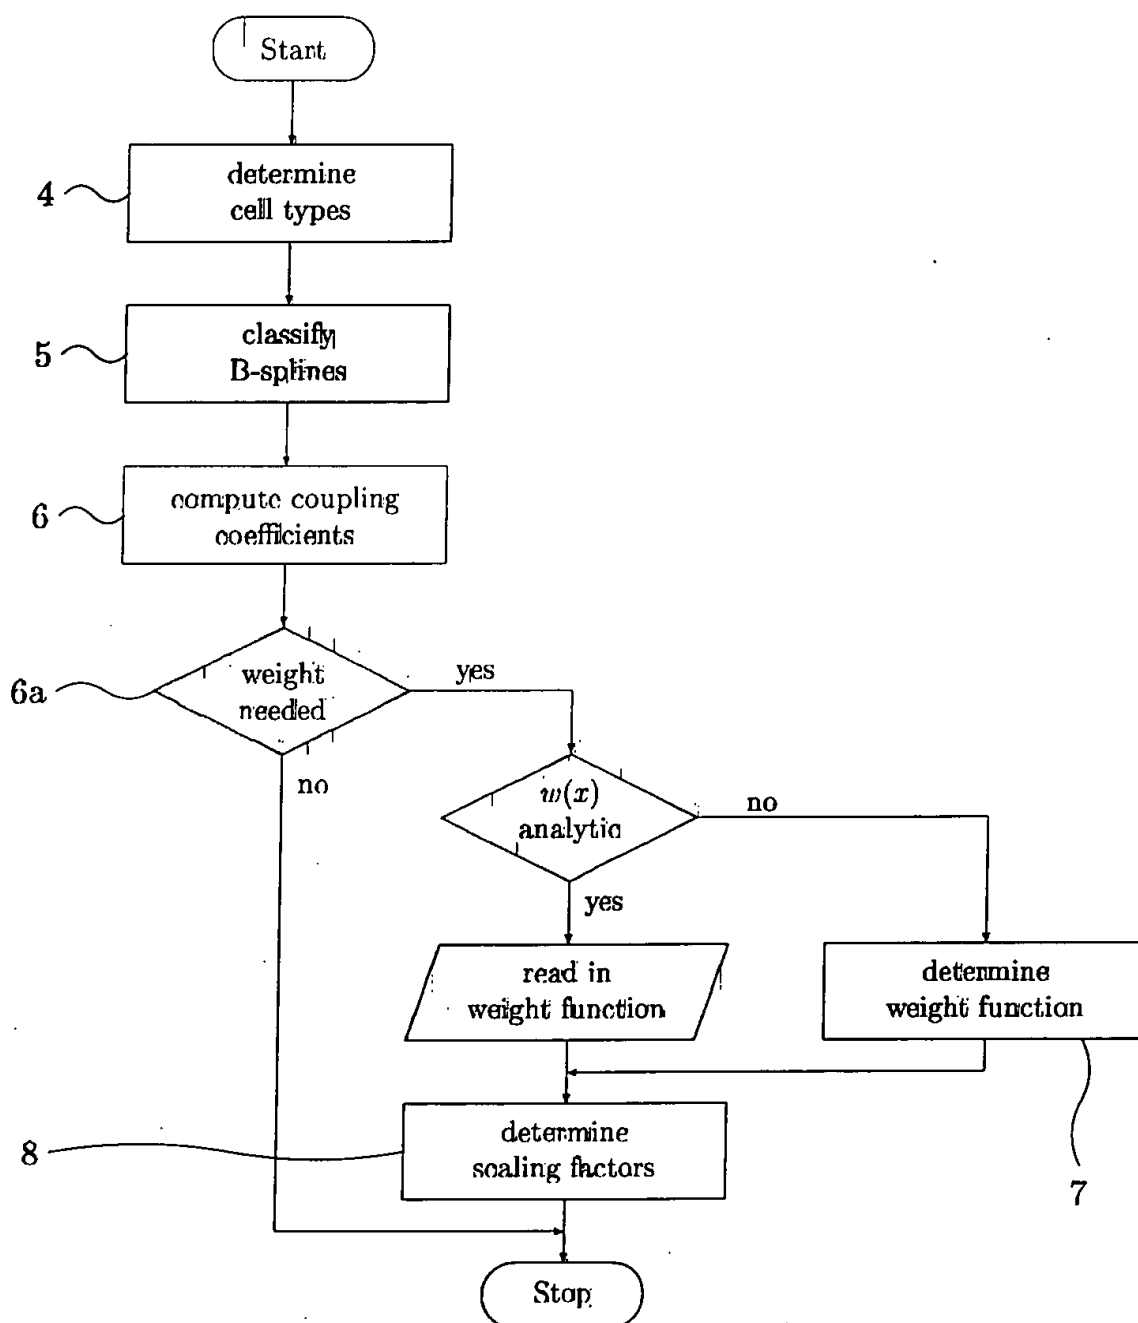 Start
determine
cell types
4
classify
B-splines
5
compute coupling
coefficients
6
weight
needed
6a
yes
no
w(x)
analytic
no
yes
read in
weight function
determine
weight function
7
determine
scaling factors
8
Stop